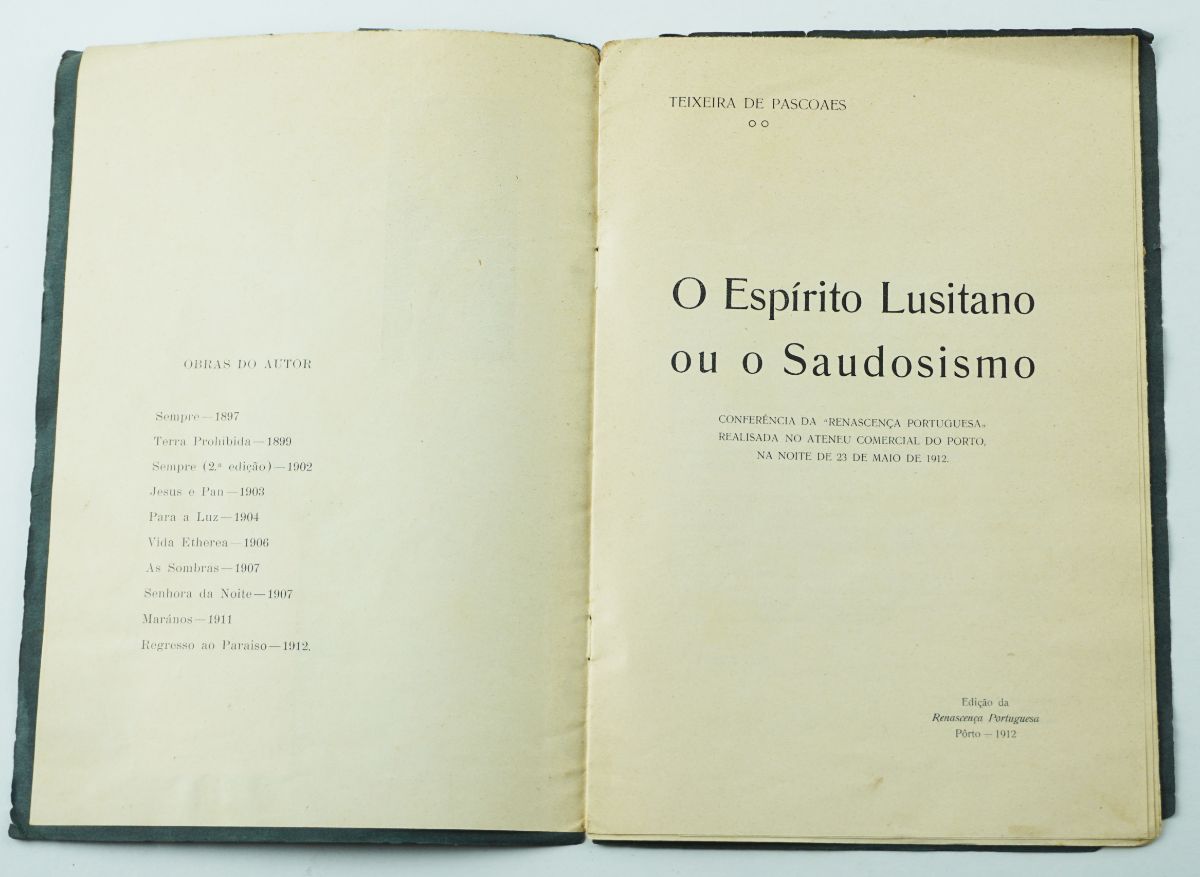 OBRAS DO AUTOR
Sempre—1897
Terra Prohibida—1899
Sempre (2.ª edição)—1902
Jesus e Pan—1903
Para a Luz—1904
Vida Etherea—1906
As Sombras—1907
Senhora da Noite—1907
Marános—1911
Regresso ao Paraiso—1912.
TEIXEIRA DE PASCOAES
O Espírito Lusitano
ou o Saudosismo
CONFERÊNCIA DA "RENASCENÇA PORTUGUESA„
REALISADA NO ATENEU COMERCIAL DO PORTO,
NA NOITE DE 23 DE MAIO DE 1912.
Edição da
Renascença Portuguesa
Pôrto—1912